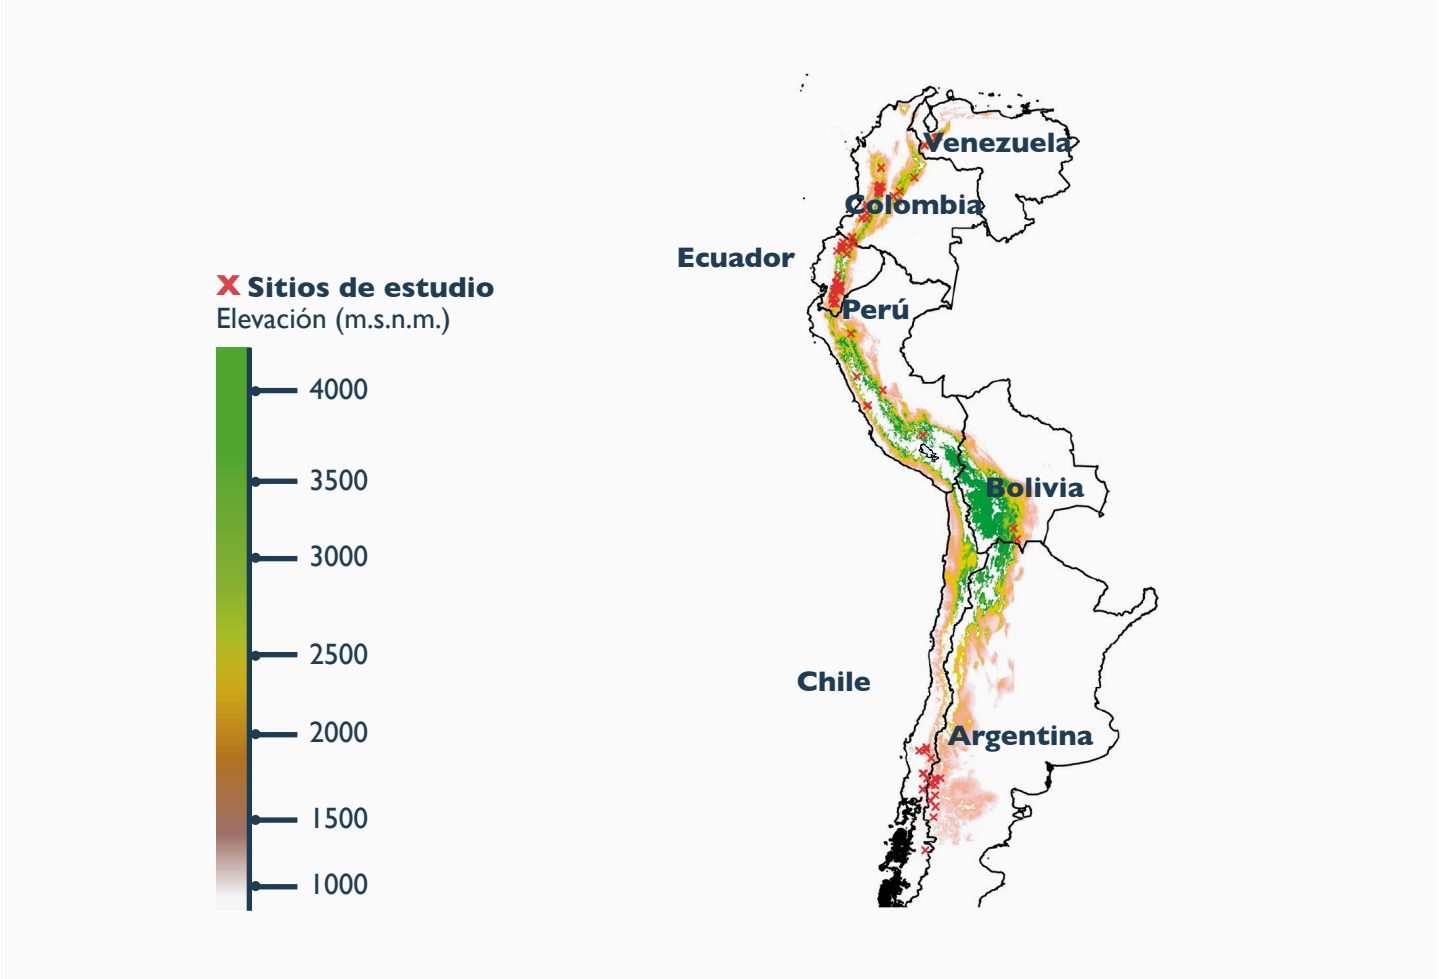 Venezuela
Colombia
Ecuador
Perú
X Sitios de estudio
Elevación (m.s.n.m.)
4000
3500
3000
2500
2000
1500
1000
Bolivia
Chile
Argentina